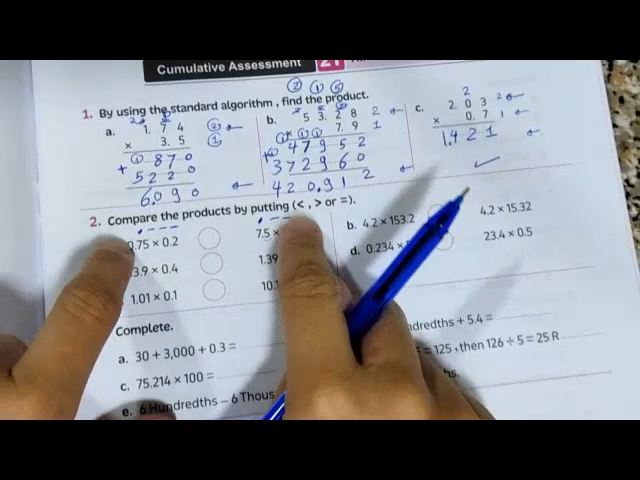 Cumulative Assessment 21
1. By using the standard algorithm, find the product.
a. 1.74
× 3.5
870
+ 5220
6.090
b. 53.28
× 7.9
47952
+ 372960
420.912
c. 2.03
× 0.7
1.421
2. Compare the products by putting (<, > or =).
0.75 × 0.2 7.5 ×
b. 4.2 × 153.2 4.2 × 15.32
3.9 × 0.4 1.39
d. 0.234 × 23.4 × 0.5
1.01 × 0.1 10.1
Complete.
a. 30 + 3,000 + 0.3 =
+ 5.4 =
c. 75.214 × 100 =
= 125, then 126 ÷ 5 = 25 R
e. 6 Hundredths – 6 Thous